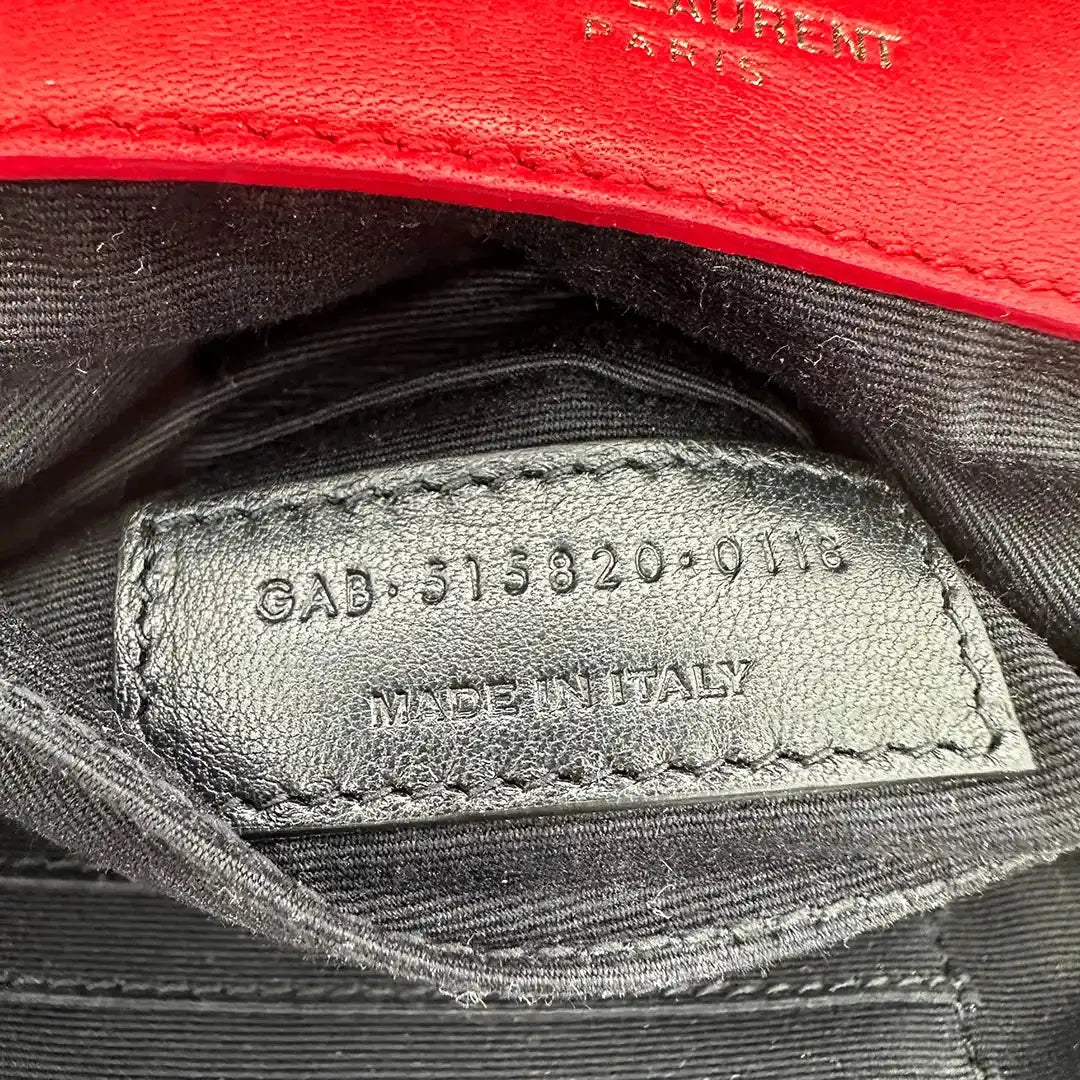 LAURENT
PARIS
GAB·515820·0118
MADE IN ITALY